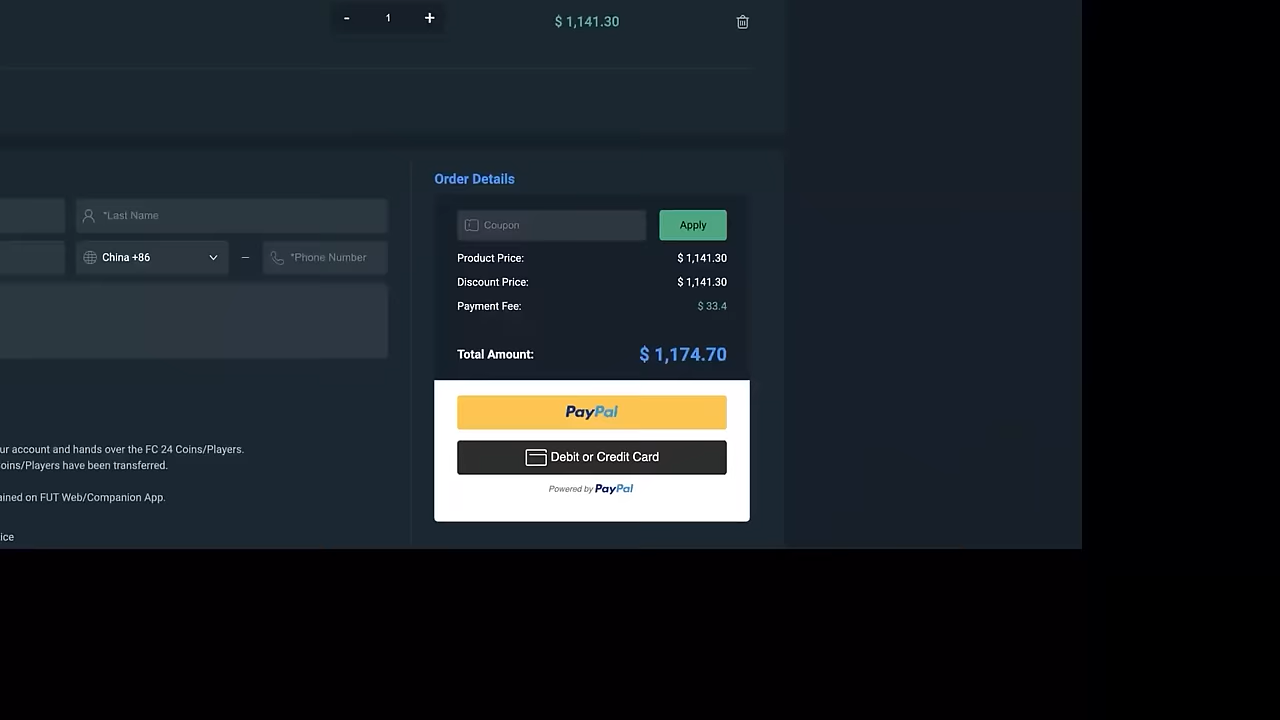 - 1 + $ 1,141.30
Order Details
*Last Name
Coupon Apply
China +86 – *Phone Number
Product Price: $ 1,141.30
Discount Price: $ 1,141.30
Payment Fee: $ 33.4
Total Amount: $ 1,174.70
PayPal
Debit or Credit Card
Powered by PayPal
ur account and hands over the FC 24 Coins/Players.
oins/Players have been transferred.
ained on FUT Web/Companion App.
ice